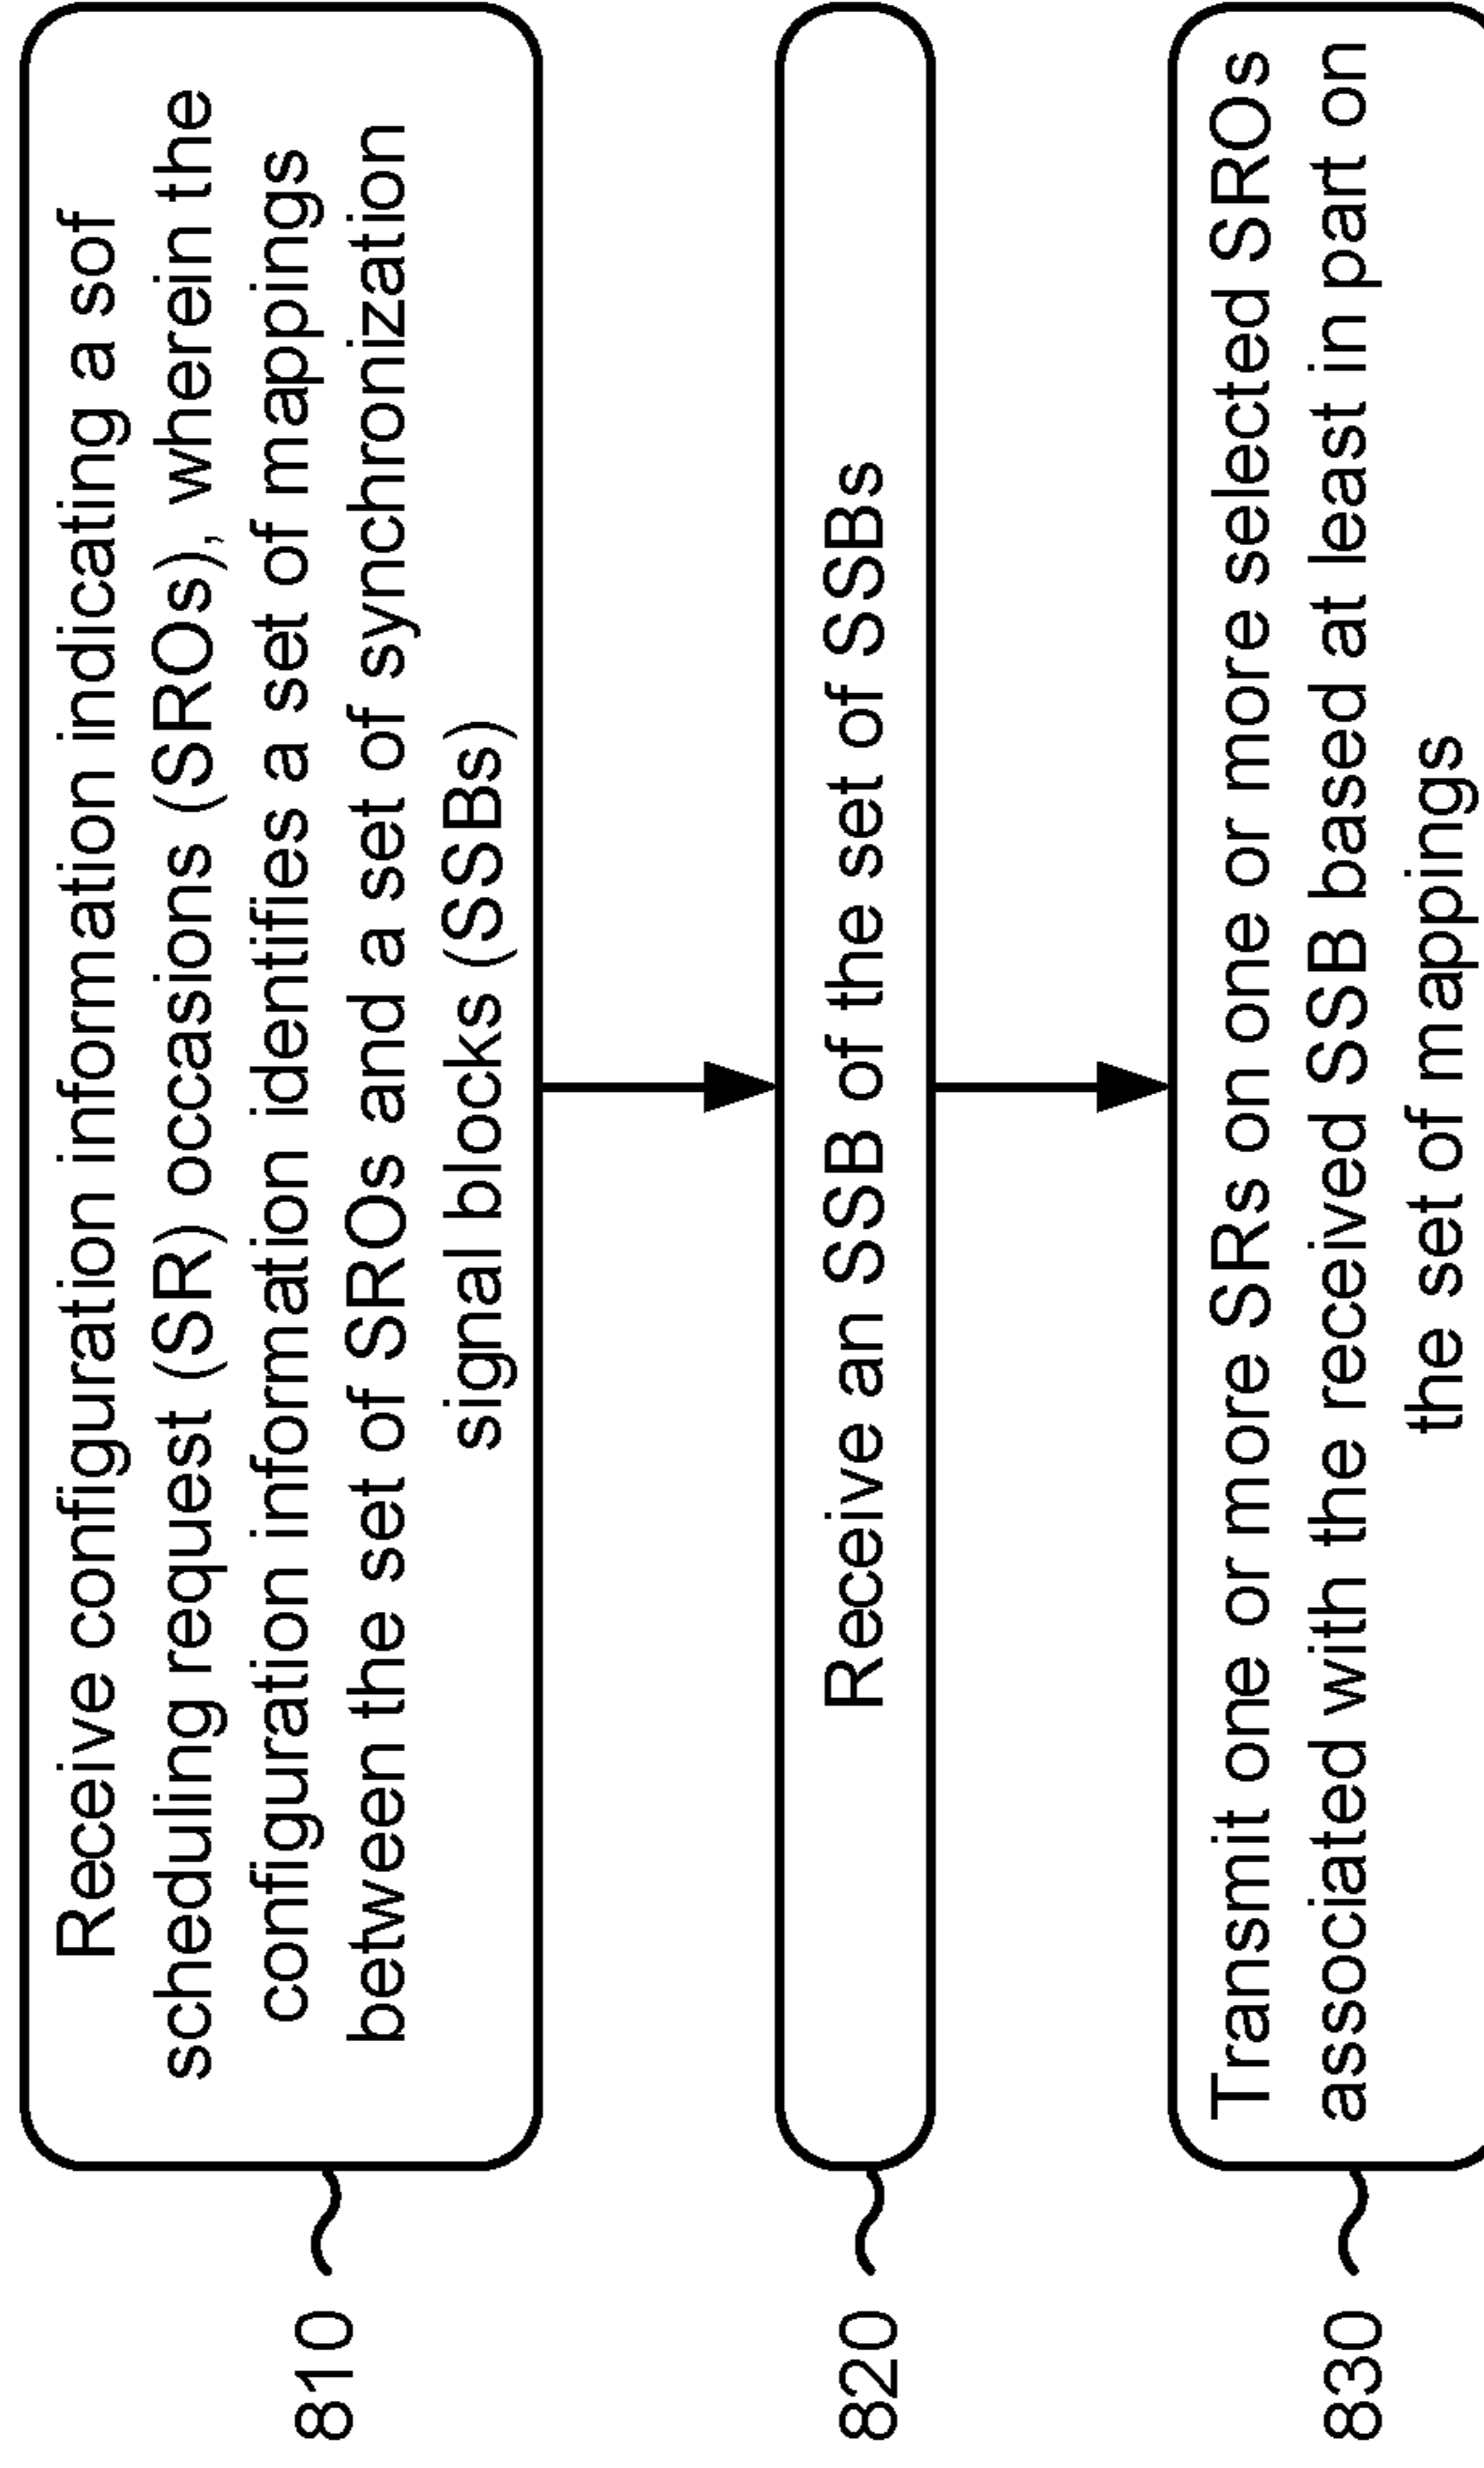 Receive configuration information indicating a sof
scheduling request (SR) occasions (SROs), wherein the
configuration information identifies a set of mappings
between the set of SROs and a set of synchronization
signal blocks (SSBs)
810
Receive an SSB of the set of SSBs
820
Transmit one or more SRs on one or more selected SROs
associated with the received SSB based at least in part on
the set of mappings
830